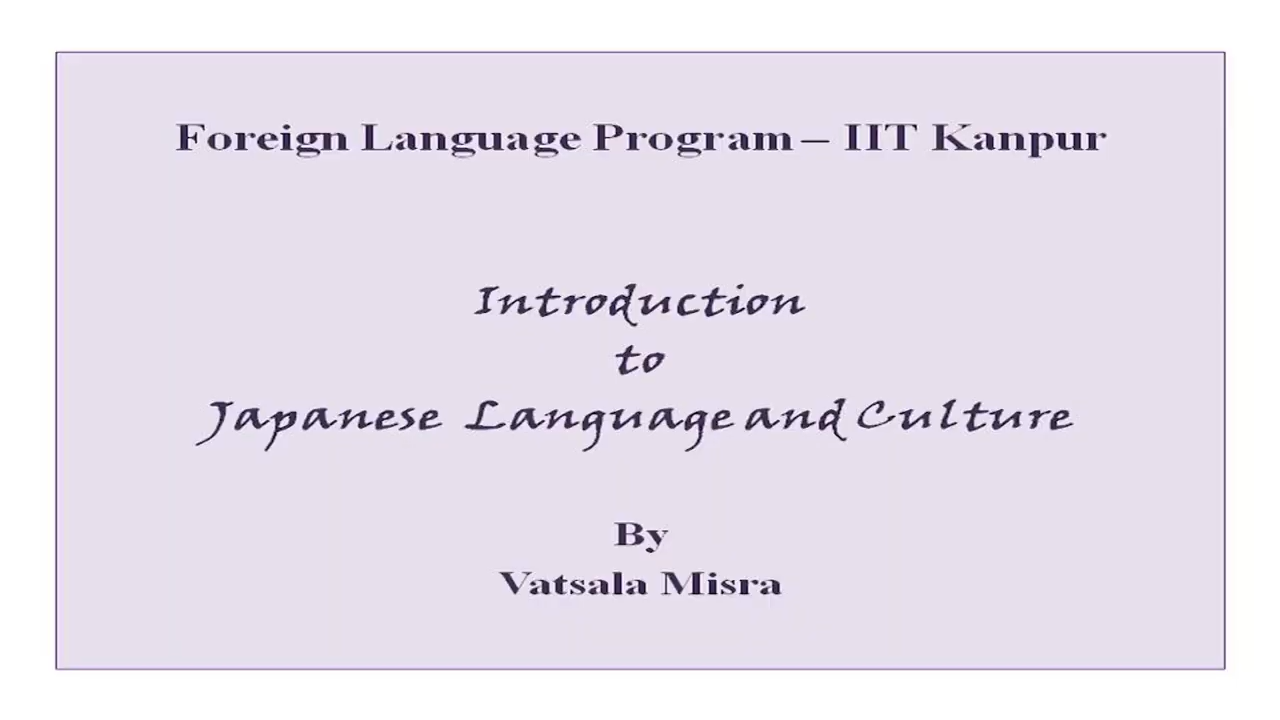 Foreign Language Program – IIT Kanpur
Introduction
to
Japanese Language and Culture
By
Vatsala Misra